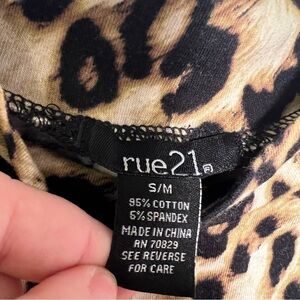 rue21
S/M
95% COTTON
5% SPANDEX
MADE IN CHINA
RN 70829
SEE REVERSE
FOR CARE